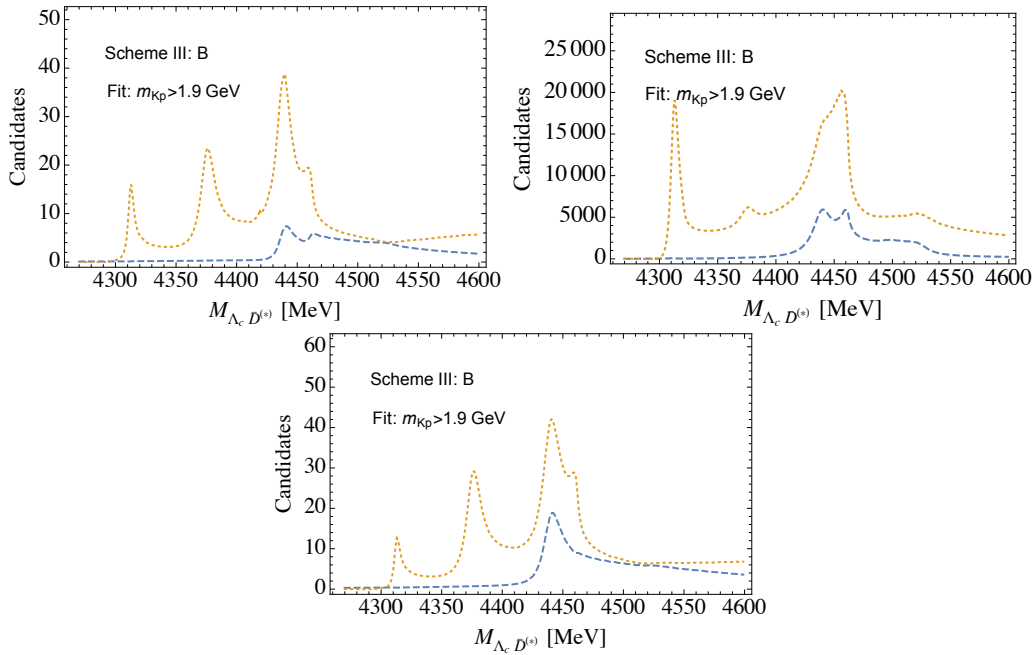 50
40
30
20
10
0
Candidates
Scheme III: B
Fit: m_Kp>1.9 GeV
4300 4350 4400 4450 4500 4550 4600
M_Λc D̄(*) [MeV]
25 000
20 000
15 000
10 000
5000
0
Candidates
Scheme III: B
Fit: m_Kp>1.9 GeV
4300 4350 4400 4450 4500 4550 4600
M_Λc D̄(*) [MeV]
60
50
40
30
20
10
0
Candidates
Scheme III: B
Fit: m_Kp>1.9 GeV
4300 4350 4400 4450 4500 4550 4600
M_Λc D̄(*) [MeV]